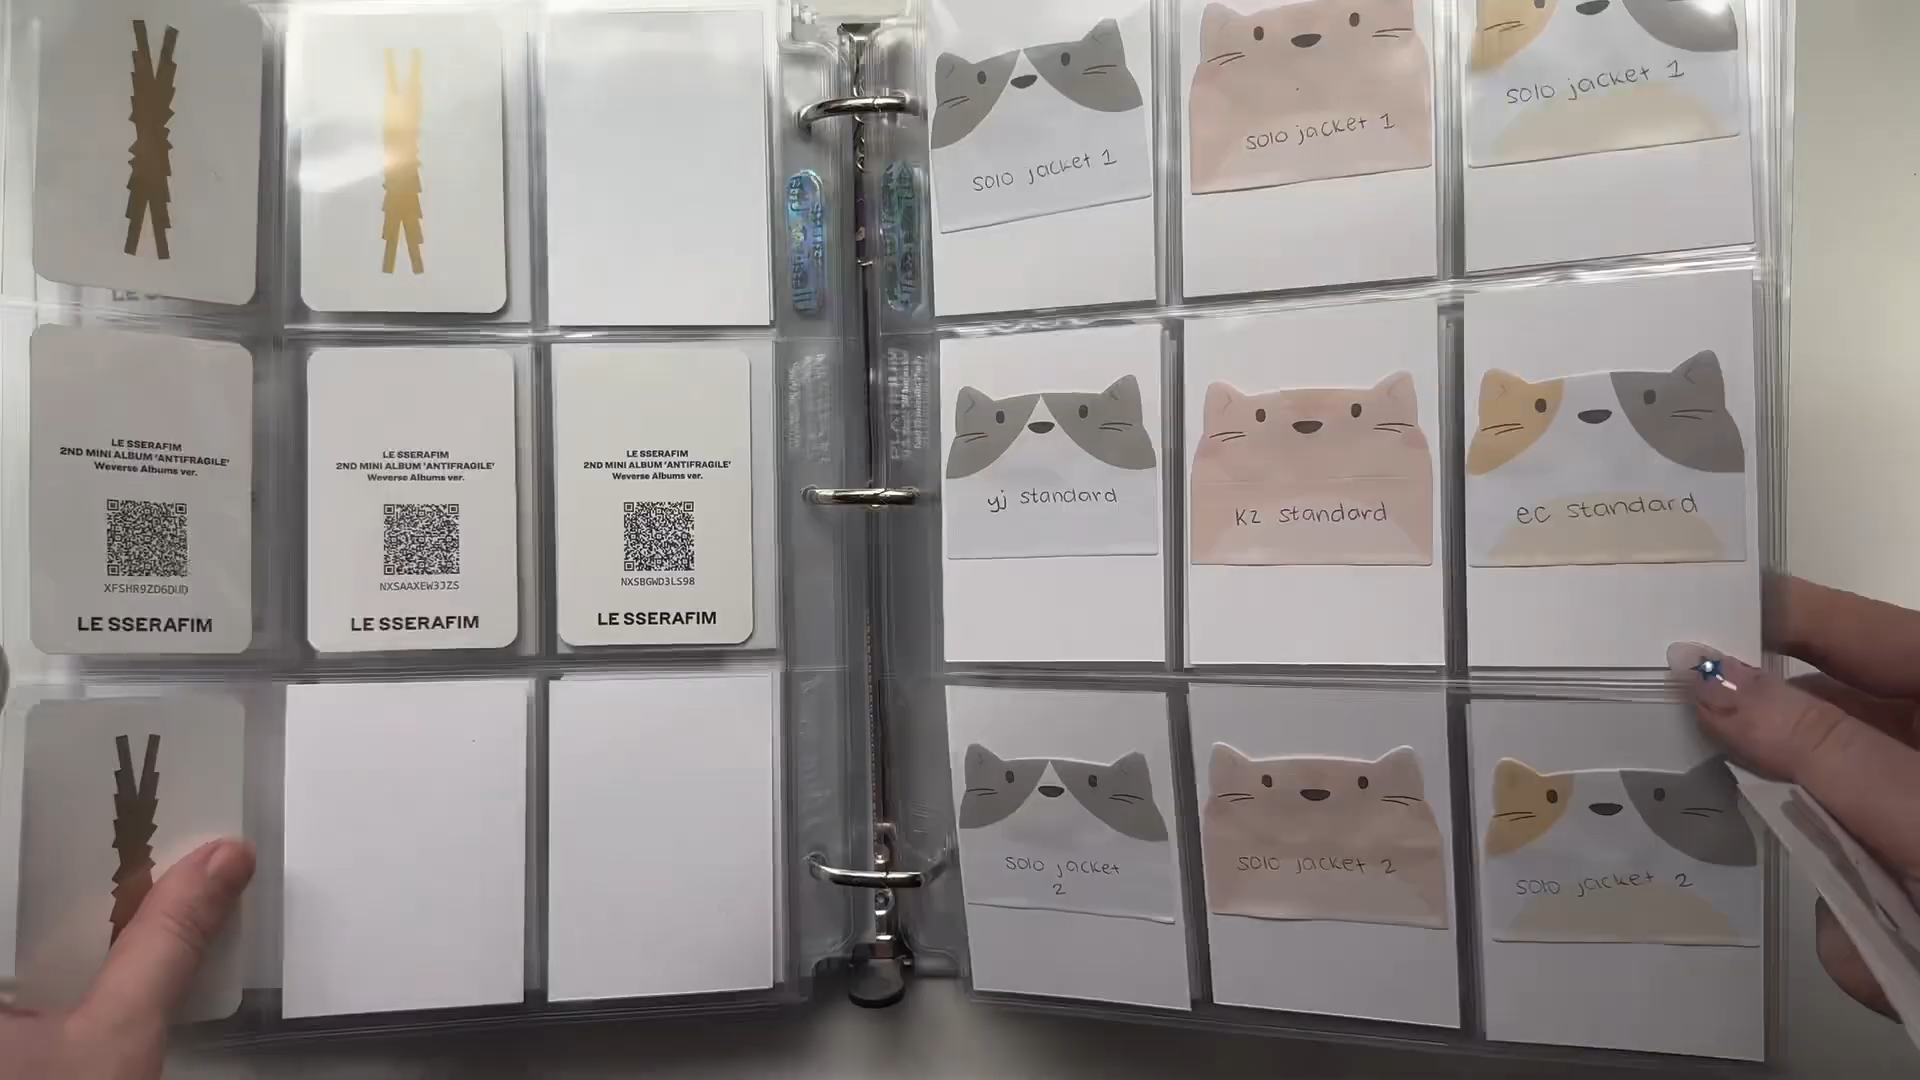 LE SSERAFIM
2ND MINI ALBUM 'ANTIFRAGILE'
Weverse Albums ver.
XFSHR9ZD6DUD
LE SSERAFIM
LE SSERAFIM
2ND MINI ALBUM 'ANTIFRAGILE'
Weverse Albums ver.
NXSAAXEW3JZS
LE SSERAFIM
LE SSERAFIM
2ND MINI ALBUM 'ANTIFRAGILE'
Weverse Albums ver.
NXSBGWD3LS98
LE SSERAFIM
solo jacket 1
solo jacket 1
solo jacket 1
yj standard
kz standard
ec standard
solo jacket
2
solo jacket 2
solo jacket 2